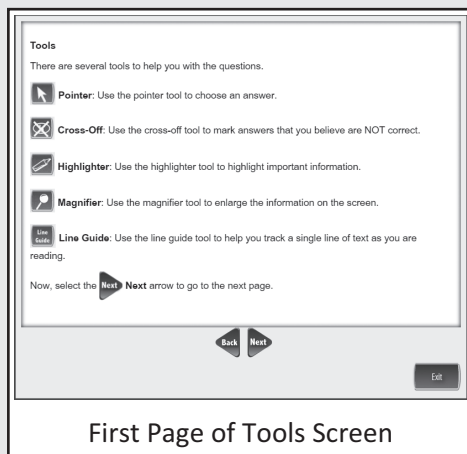 Tools
There are several tools to help you with the questions.
Pointer: Use the pointer tool to choose an answer.
Cross-Off: Use the cross-off tool to mark answers that you believe are NOT correct.
Highlighter: Use the highlighter tool to highlight important information.
Magnifier: Use the magnifier tool to enlarge the information on the screen.
Line
Guide
Line Guide: Use the line guide tool to help you track a single line of text as you are
reading.
Now, select the Next Next arrow to go to the next page.
Back Next
Exit
First Page of Tools Screen